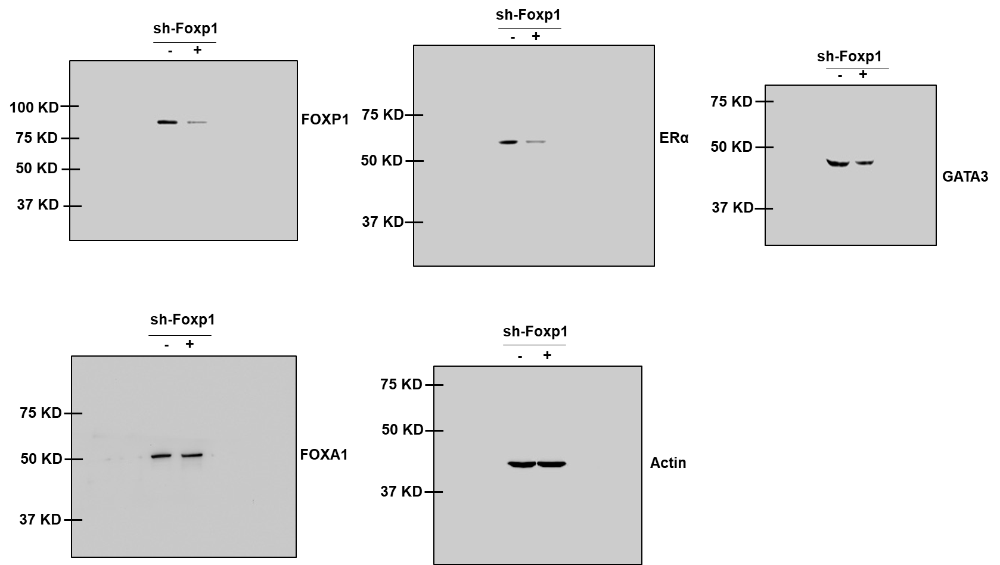 sh-Foxp1
- +
100 KD
75 KD
50 KD
37 KD
FOXP1
sh-Foxp1
- +
75 KD
50 KD
37 KD
ERα
sh-Foxp1
- +
75 KD
50 KD
37 KD
GATA3
sh-Foxp1
- +
75 KD
50 KD
37 KD
FOXA1
sh-Foxp1
- +
75 KD
50 KD
37 KD
Actin